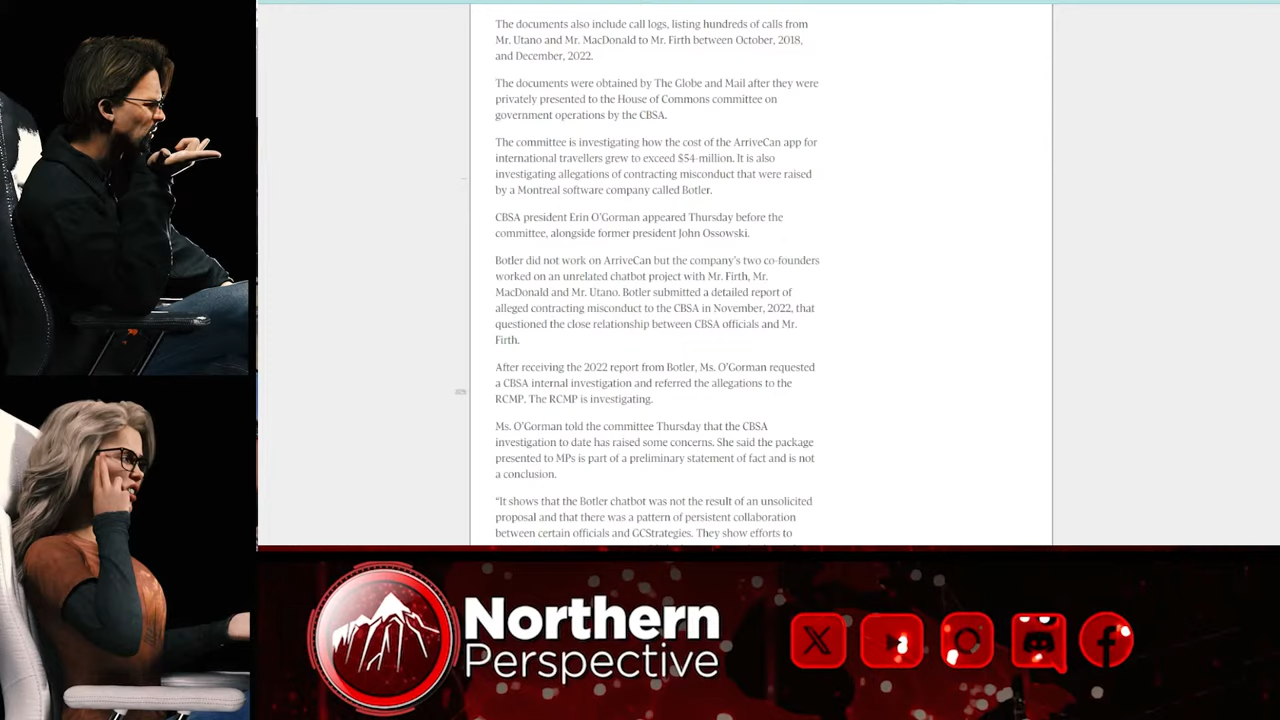 The documents also include call logs, listing hundreds of calls from
Mr. Utano and Mr. MacDonald to Mr. Firth between October, 2018,
and December, 2022.
The documents were obtained by The Globe and Mail after they were
privately presented to the House of Commons committee on
government operations by the CBSA.
The committee is investigating how the cost of the ArriveCan app for
international travellers grew to exceed $54-million. It is also
investigating allegations of contracting misconduct that were raised
by a Montreal software company called Botler.
CBSA president Erin O'Gorman appeared Thursday before the
committee, alongside former president John Ossowski.
Botler did not work on ArriveCan but the company's two co-founders
worked on an unrelated chatbot project with Mr. Firth, Mr.
MacDonald and Mr. Utano. Botler submitted a detailed report of
alleged contracting misconduct to the CBSA in November, 2022, that
questioned the close relationship between CBSA officials and Mr.
Firth.
After receiving the 2022 report from Botler, Ms. O'Gorman requested
a CBSA internal investigation and referred the allegations to the
RCMP. The RCMP is investigating.
Ms. O'Gorman told the committee Thursday that the CBSA
investigation to date has raised some concerns. She said the package
presented to MPs is part of a preliminary statement of fact and is not
a conclusion.
“It shows that the Botler chatbot was not the result of an unsolicited
proposal and that there was a pattern of persistent collaboration
between certain officials and GCStrategies. They show efforts to
Northern
Perspective